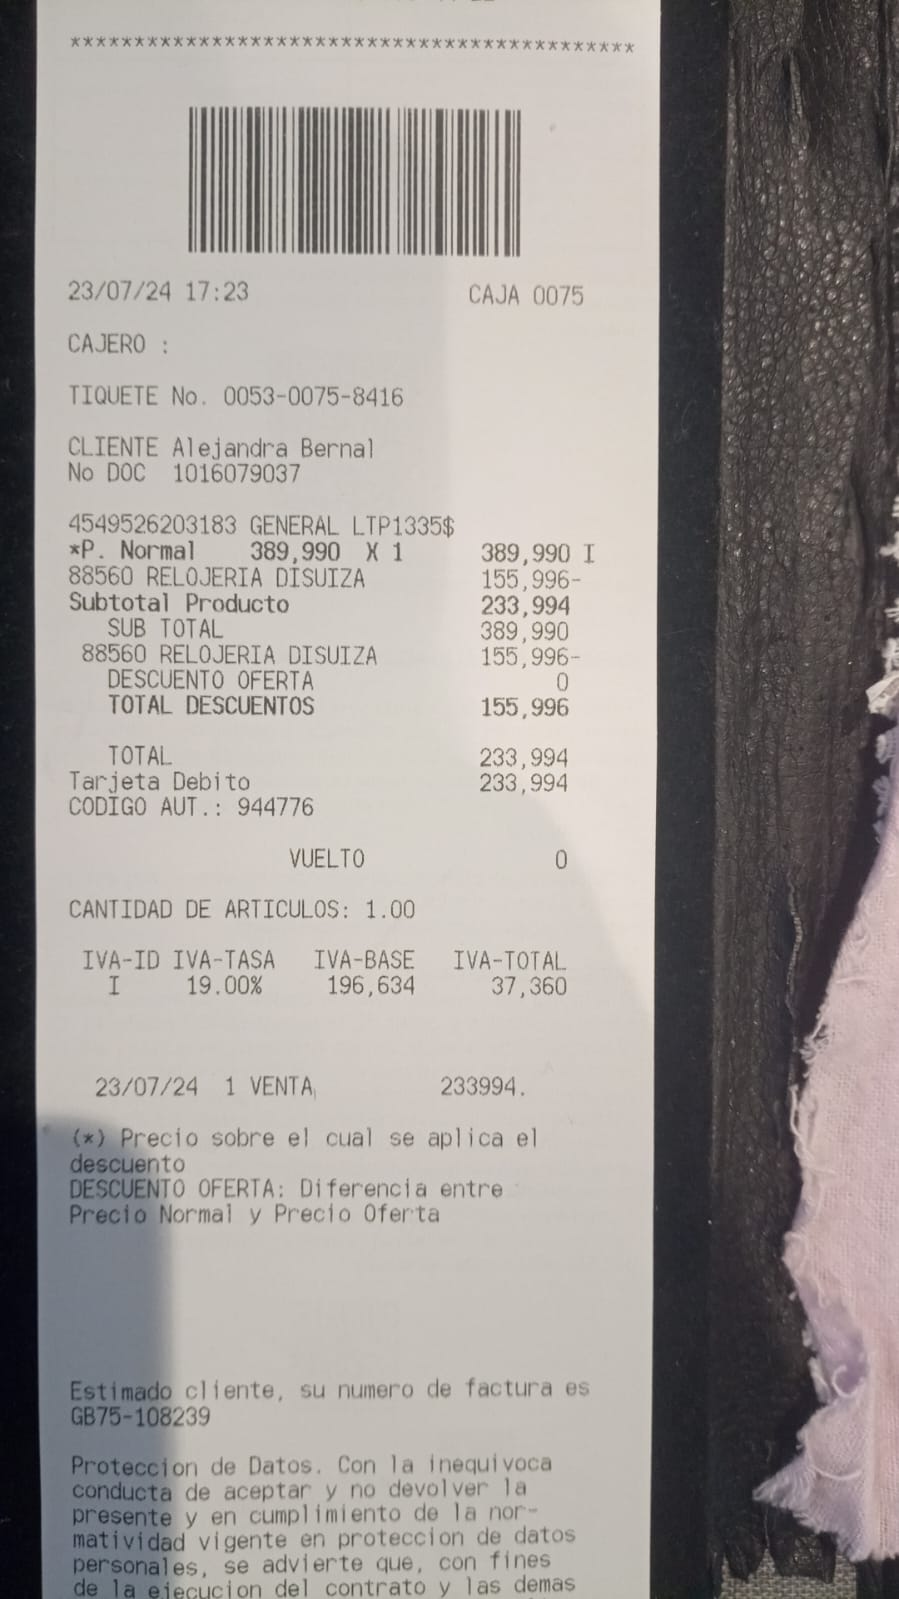 *******************************************
23/07/24 17:23 CAJA 0075
CAJERO :
TIQUETE No. 0053-0075-8416
CLIENTE Alejandra Bernal
No DOC 1016079037
4549526203183 GENERAL LTP1335$
*P. Normal 389,990 X 1 389,990 I
88560 RELOJERIA DISUIZA 155,996-
Subtotal Producto 233,994
SUB TOTAL 389,990
88560 RELOJERIA DISUIZA 155,996-
DESCUENTO OFERTA 0
TOTAL DESCUENTOS 155,996
TOTAL 233,994
Tarjeta Debito 233,994
CODIGO AUT.: 944776
VUELTO 0
CANTIDAD DE ARTICULOS: 1.00
IVA-ID IVA-TASA IVA-BASE IVA-TOTAL
I 19.00% 196,634 37,360
23/07/24 1 VENTA 233994.
(*) Precio sobre el cual se aplica el
descuento
DESCUENTO OFERTA: Diferencia entre
Precio Normal y Precio Oferta
Estimado cliente, su numero de factura es
GB75-108239
Proteccion de Datos. Con la inequivoca
conducta de aceptar y no devolver la
presente y en cumplimiento de la nor-
matividad vigente en proteccion de datos
personales, se advierte que, con fines
de la ejecucion del contrato y las demas